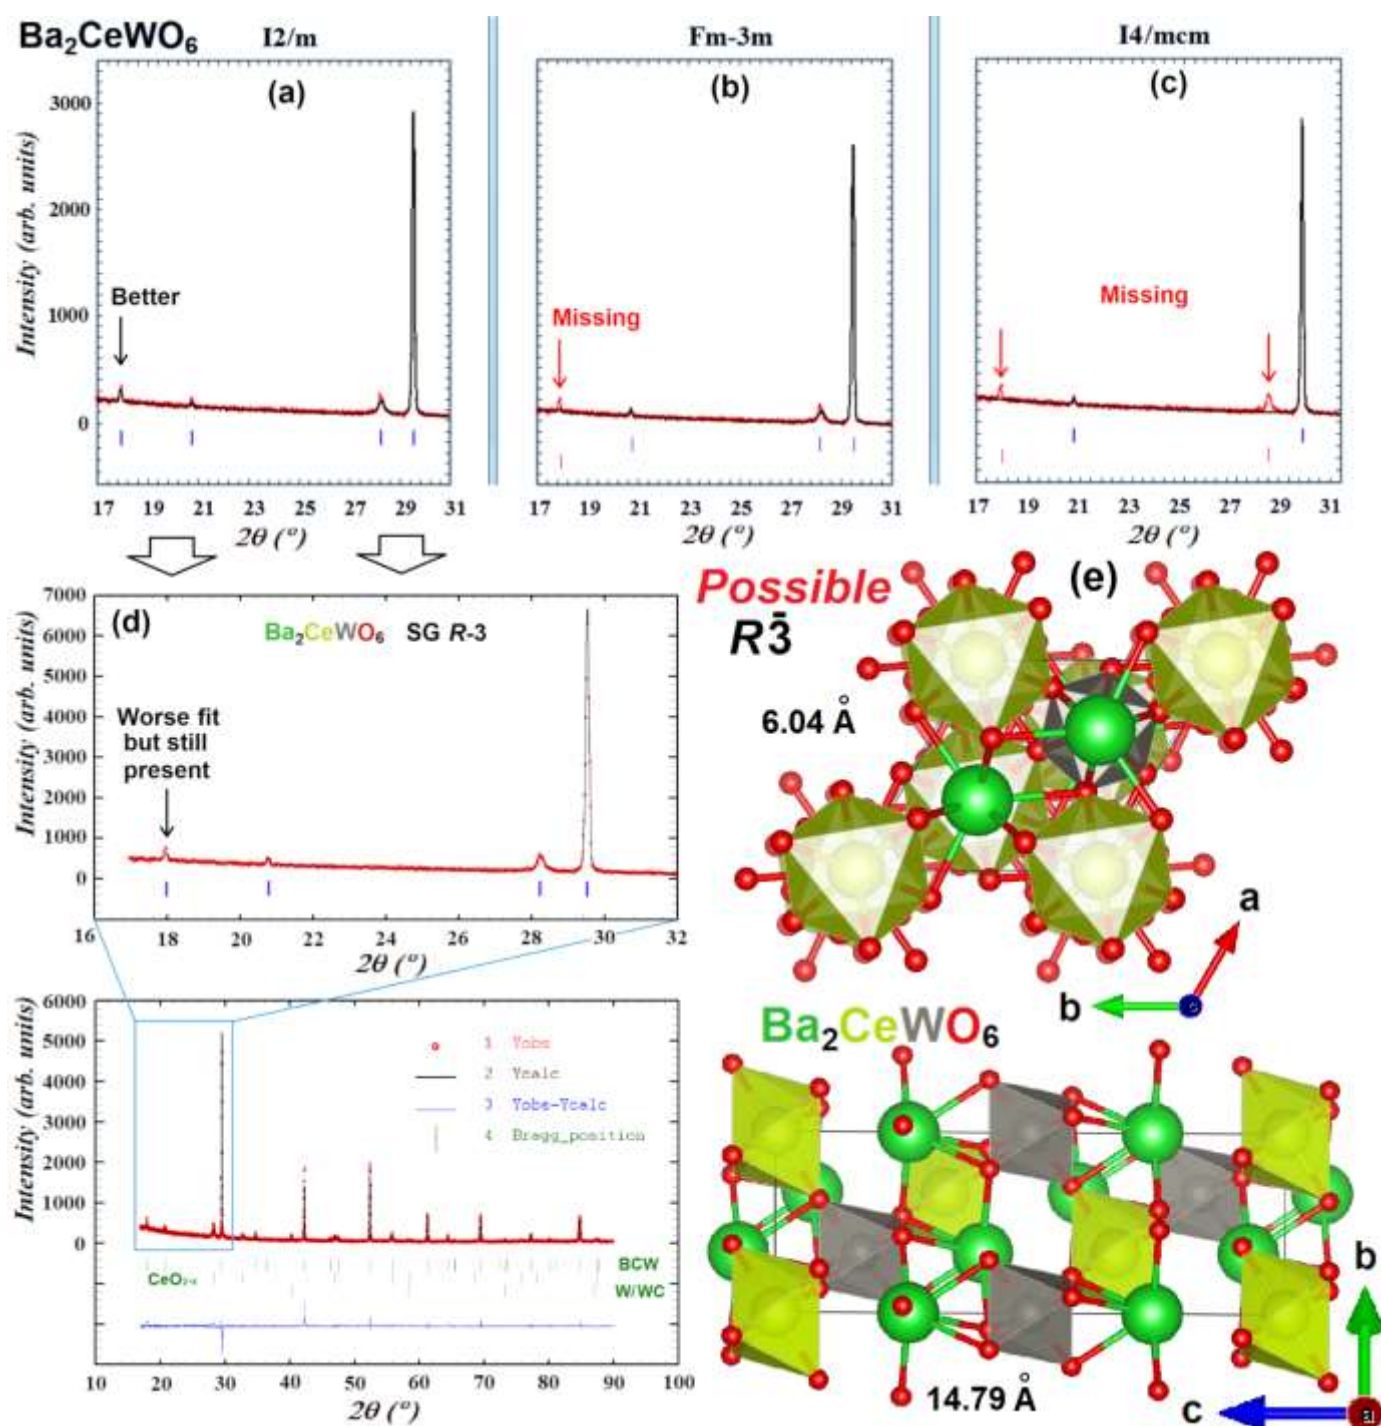 Ba₂CeWO₆
I2/m
Fm-3m
I4/mcm
(a)
(b)
(c)
Intensity (arb. units)
3000
2000
1000
0
Better
Missing
Missing
17 19 21 23 25 27 29 31
17 19 21 23 25 27 29 31
17 19 21 23 25 27 29 31
2θ (°)
2θ (°)
2θ (°)
(d)
Ba₂CeWO₆ SG R-3
Intensity (arb. units)
7000
6000
5000
4000
3000
2000
1000
0
Worse fit
but still
present
16 18 20 22 24 26 28 30 32
2θ (°)
Possible
R3̄
(e)
6.04 Å
a
b
Intensity (arb. units)
6000
5000
4000
3000
2000
1000
0
1 Yobs
2 Ycalc
3 Yobs-Ycalc
4 Bragg_position
BCW
CeO₂₋ₓ
W/WC
10 20 30 40 50 60 70 80 90 100
2θ (°)
Ba₂CeWO₆
14.79 Å
b
c
a